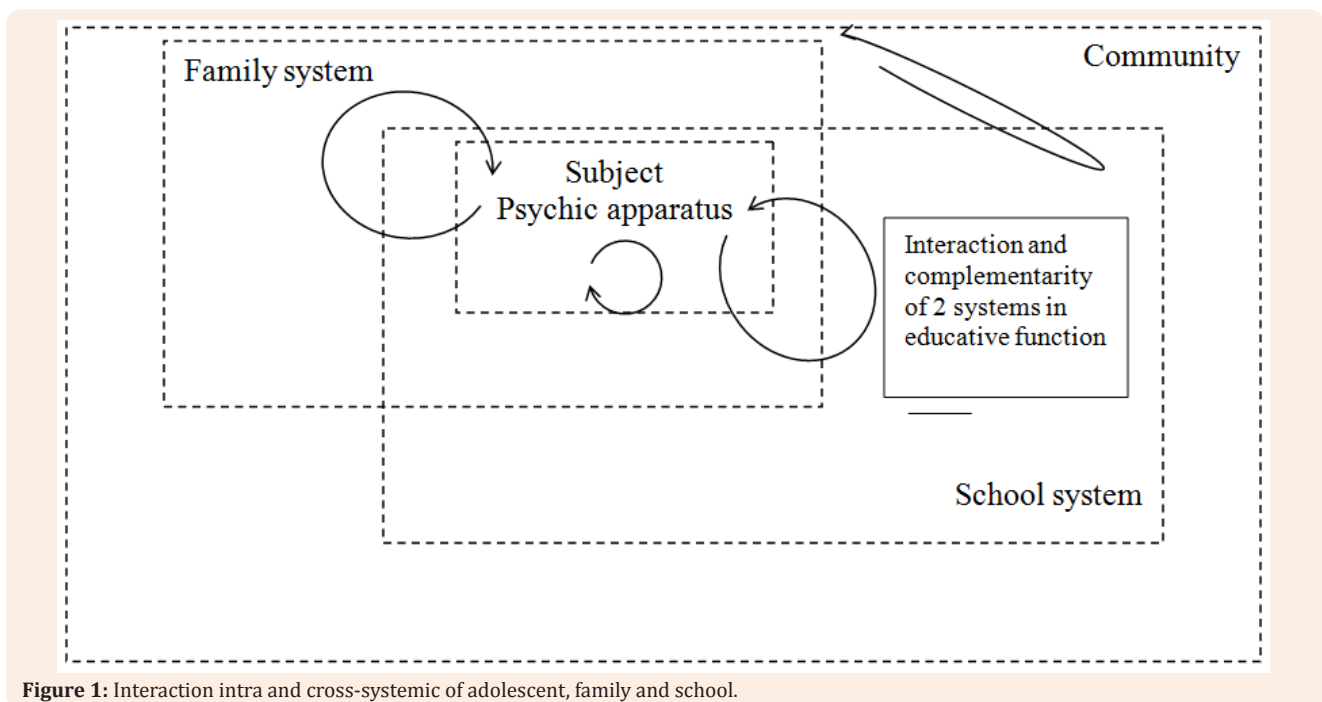 Community
Family system
Subject
Psychic apparatus
Interaction and
complementarity
of 2 systems in
educative function
School system
Figure 1: Interaction intra and cross-systemic of adolescent, family and school.